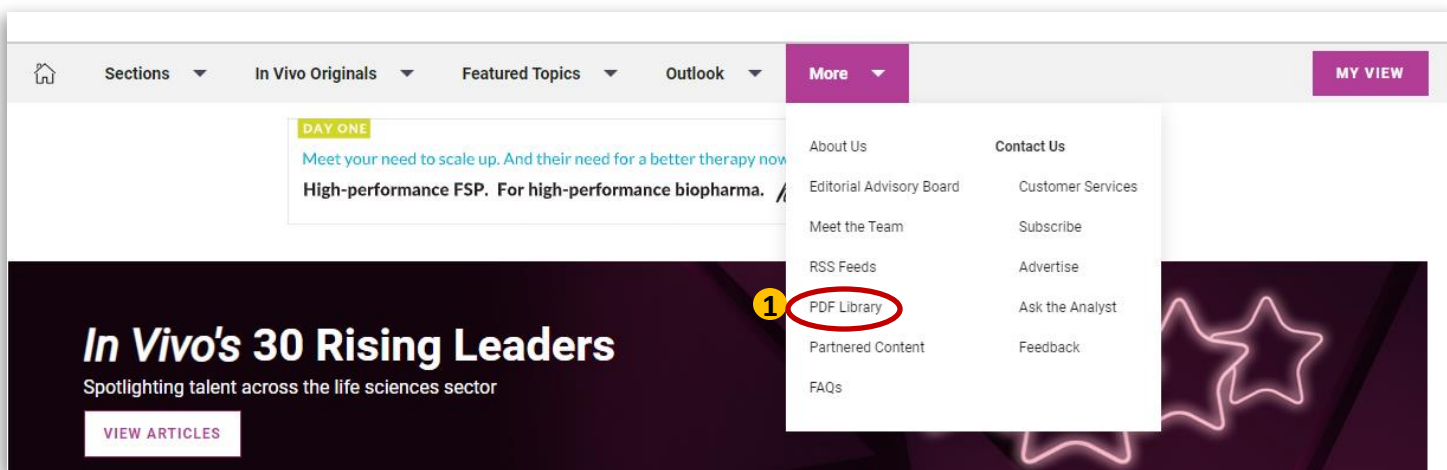 Sections
In Vivo Originals
Featured Topics
Outlook
More
MY VIEW
DAY ONE
Meet your need to scale up. And their need for a better therapy now
High-performance FSP. For high-performance biopharma.
About Us
Editorial Advisory Board
Meet the Team
RSS Feeds
1
PDF Library
Partnered Content
FAQs
Contact Us
Customer Services
Subscribe
Advertise
Ask the Analyst
Feedback
In Vivo's 30 Rising Leaders
Spotlighting talent across the life sciences sector
VIEW ARTICLES